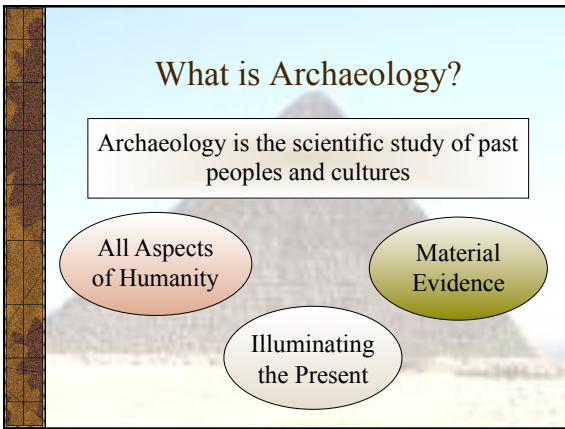 What is Archaeology?
Archaeology is the scientific study of past
peoples and cultures
All Aspects
of Humanity
Material
Evidence
Illuminating
the Present